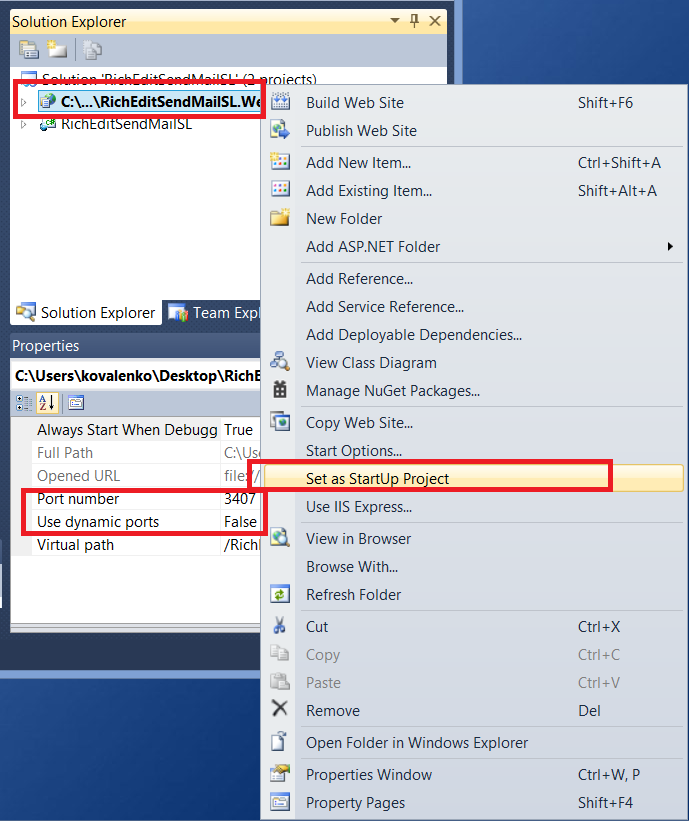 Solution Explorer
Solution 'RichEditSendMailSL' (2 projects)
C:\...\RichEditSendMailSL.We
RichEditSendMailSL
Solution Explorer
Team Expl
Properties
C:\Users\kovalenko\Desktop\RichE
Always Start When Debugg True
Full Path C:\Use
Opened URL file://
Port number 3407
Use dynamic ports False
Virtual path /Richl
Build Web Site Shift+F6
Publish Web Site
Add New Item... Ctrl+Shift+A
Add Existing Item... Shift+Alt+A
New Folder
Add ASP.NET Folder
Add Reference...
Add Service Reference...
Add Deployable Dependencies...
View Class Diagram
Manage NuGet Packages...
Copy Web Site...
Start Options...
Set as StartUp Project
Use IIS Express...
View in Browser
Browse With...
Refresh Folder
Cut Ctrl+X
Copy Ctrl+C
Paste Ctrl+V
Remove Del
Open Folder in Windows Explorer
Properties Window Ctrl+W, P
Property Pages Shift+F4